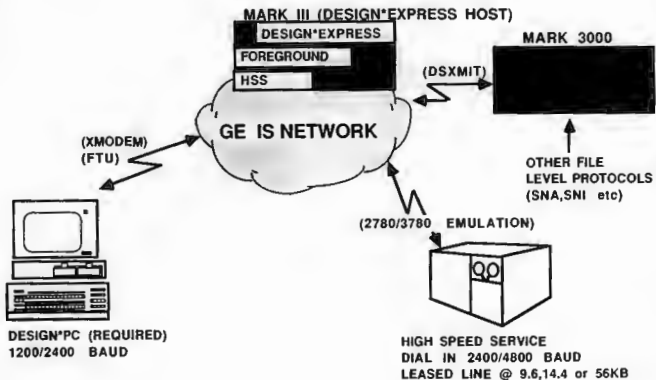 MARK III (DESIGN*EXPRESS HOST)
DESIGN*EXPRESS
FOREGROUND
HSS
MARK 3000
(DSXMIT)
GE IS NETWORK
(XMODEM)
(FTU)
OTHER FILE
LEVEL PROTOCOLS
(SNA,SNI etc)
(2780/3780 EMULATION)
DESIGN*PC (REQUIRED)
1200/2400 BAUD
HIGH SPEED SERVICE
DIAL IN 2400/4800 BAUD
LEASED LINE @ 9.6,14.4 or 56KB